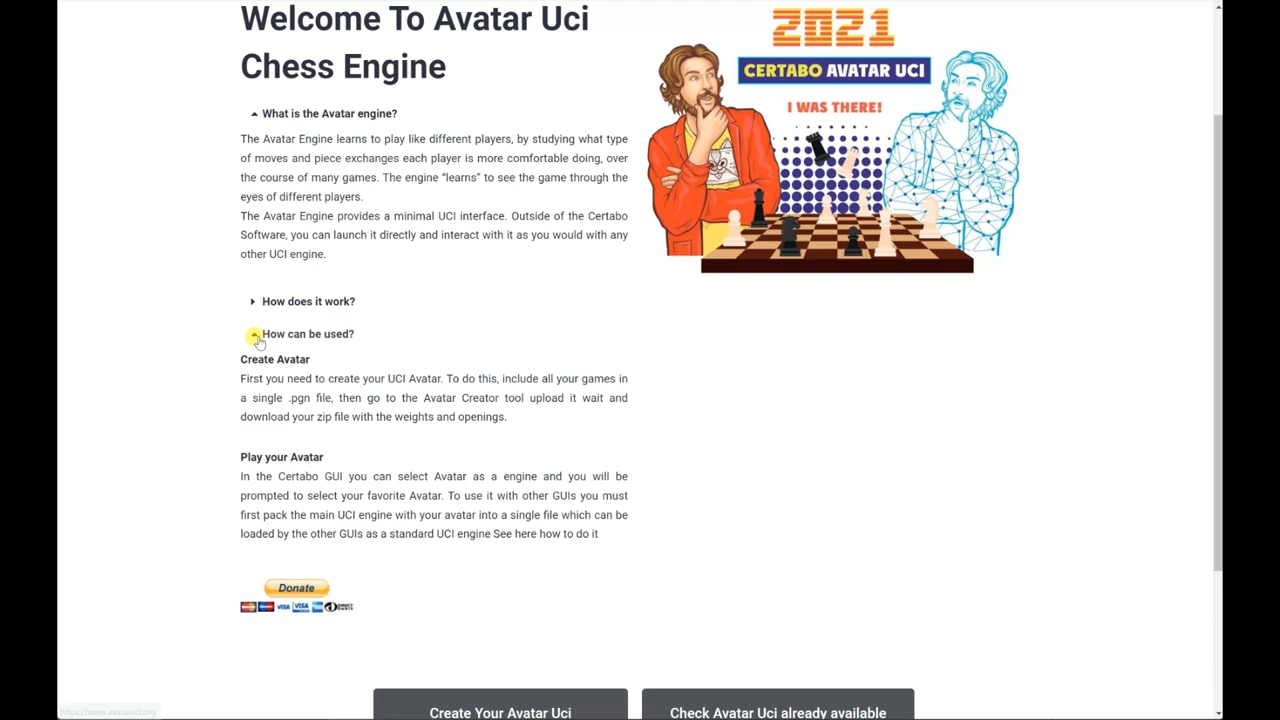 Welcome To Avatar Uci
Chess Engine
What is the Avatar engine?
The Avatar Engine learns to play like different players, by studying what type
of moves and piece exchanges each player is more comfortable doing, over
the course of many games. The engine “learns” to see the game through the
eyes of different players.
The Avatar Engine provides a minimal UCI interface. Outside of the Certabo
Software, you can launch it directly and interact with it as you would with any
other UCI engine.
How does it work?
How can be used?
Create Avatar
First you need to create your UCI Avatar. To do this, include all your games in
a single .pgn file, then go to the Avatar Creator tool upload it wait and
download your zip file with the weights and openings.
Play your Avatar
In the Certabo GUI you can select Avatar as a engine and you will be
prompted to select your favorite Avatar. To use it with other GUIs you must
first pack the main UCI engine with your avatar into a single file which can be
loaded by the other GUIs as a standard UCI engine See here how to do it
Donate
VISA VISA
DIRECT Debit
2021
CERTABO AVATAR UCI
I WAS THERE!
Create Your Avatar Uci
Check Avatar Uci already available
https://www.avataruci.org